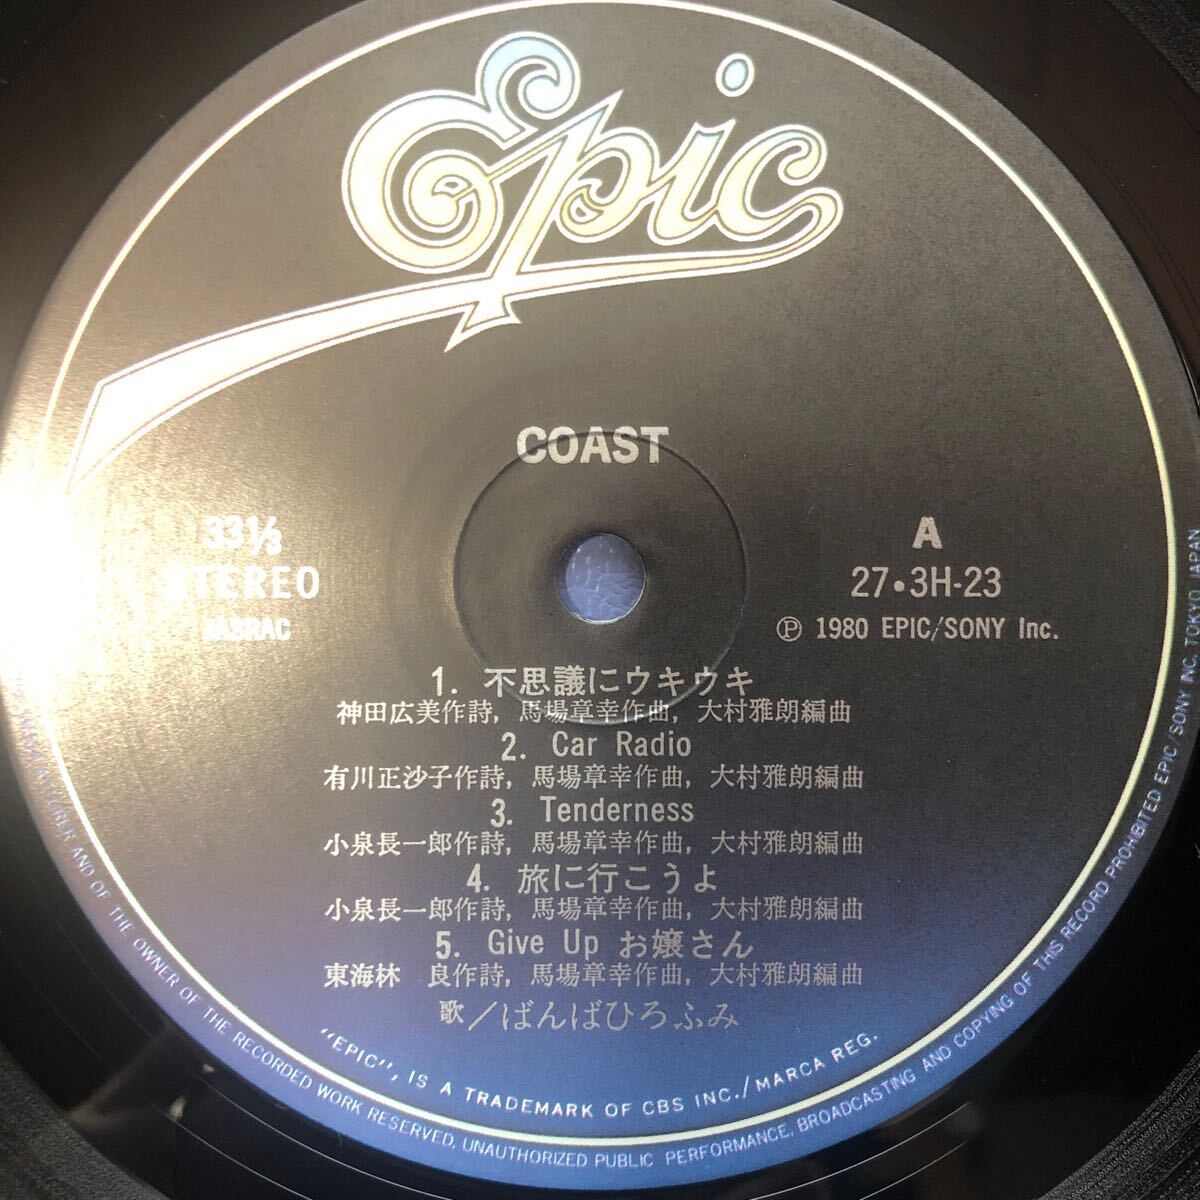 Epic
COAST
33⅓
STEREO
JASRAC
A
27・3H-23
Ⓟ 1980 EPIC/SONY Inc.
1. 不思議にウキウキ
神田広美作詩, 馬場章幸作曲, 大村雅朗編曲
2. Car Radio
有川正沙子作詩, 馬場章幸作曲, 大村雅朗編曲
3. Tenderness
小泉長一郎作詩, 馬場章幸作曲, 大村雅朗編曲
4. 旅に行こうよ
小泉長一郎作詩, 馬場章幸作曲, 大村雅朗編曲
5. Give Up お嬢さん
東海林 良作詩, 馬場章幸作曲, 大村雅朗編曲
歌／ばんばひろふみ
"EPIC", IS A TRADEMARK OF CBS INC./MARCA REG.
MANUFACTURER AND OF THE OWNER OF THE RECORDED WORK RESERVED. UNAUTHORIZED PUBLIC PERFORMANCE, BROADCASTING AND COPYING OF THIS RECORD PROHIBITED EPIC/SONY INC. TOKYO JAPAN